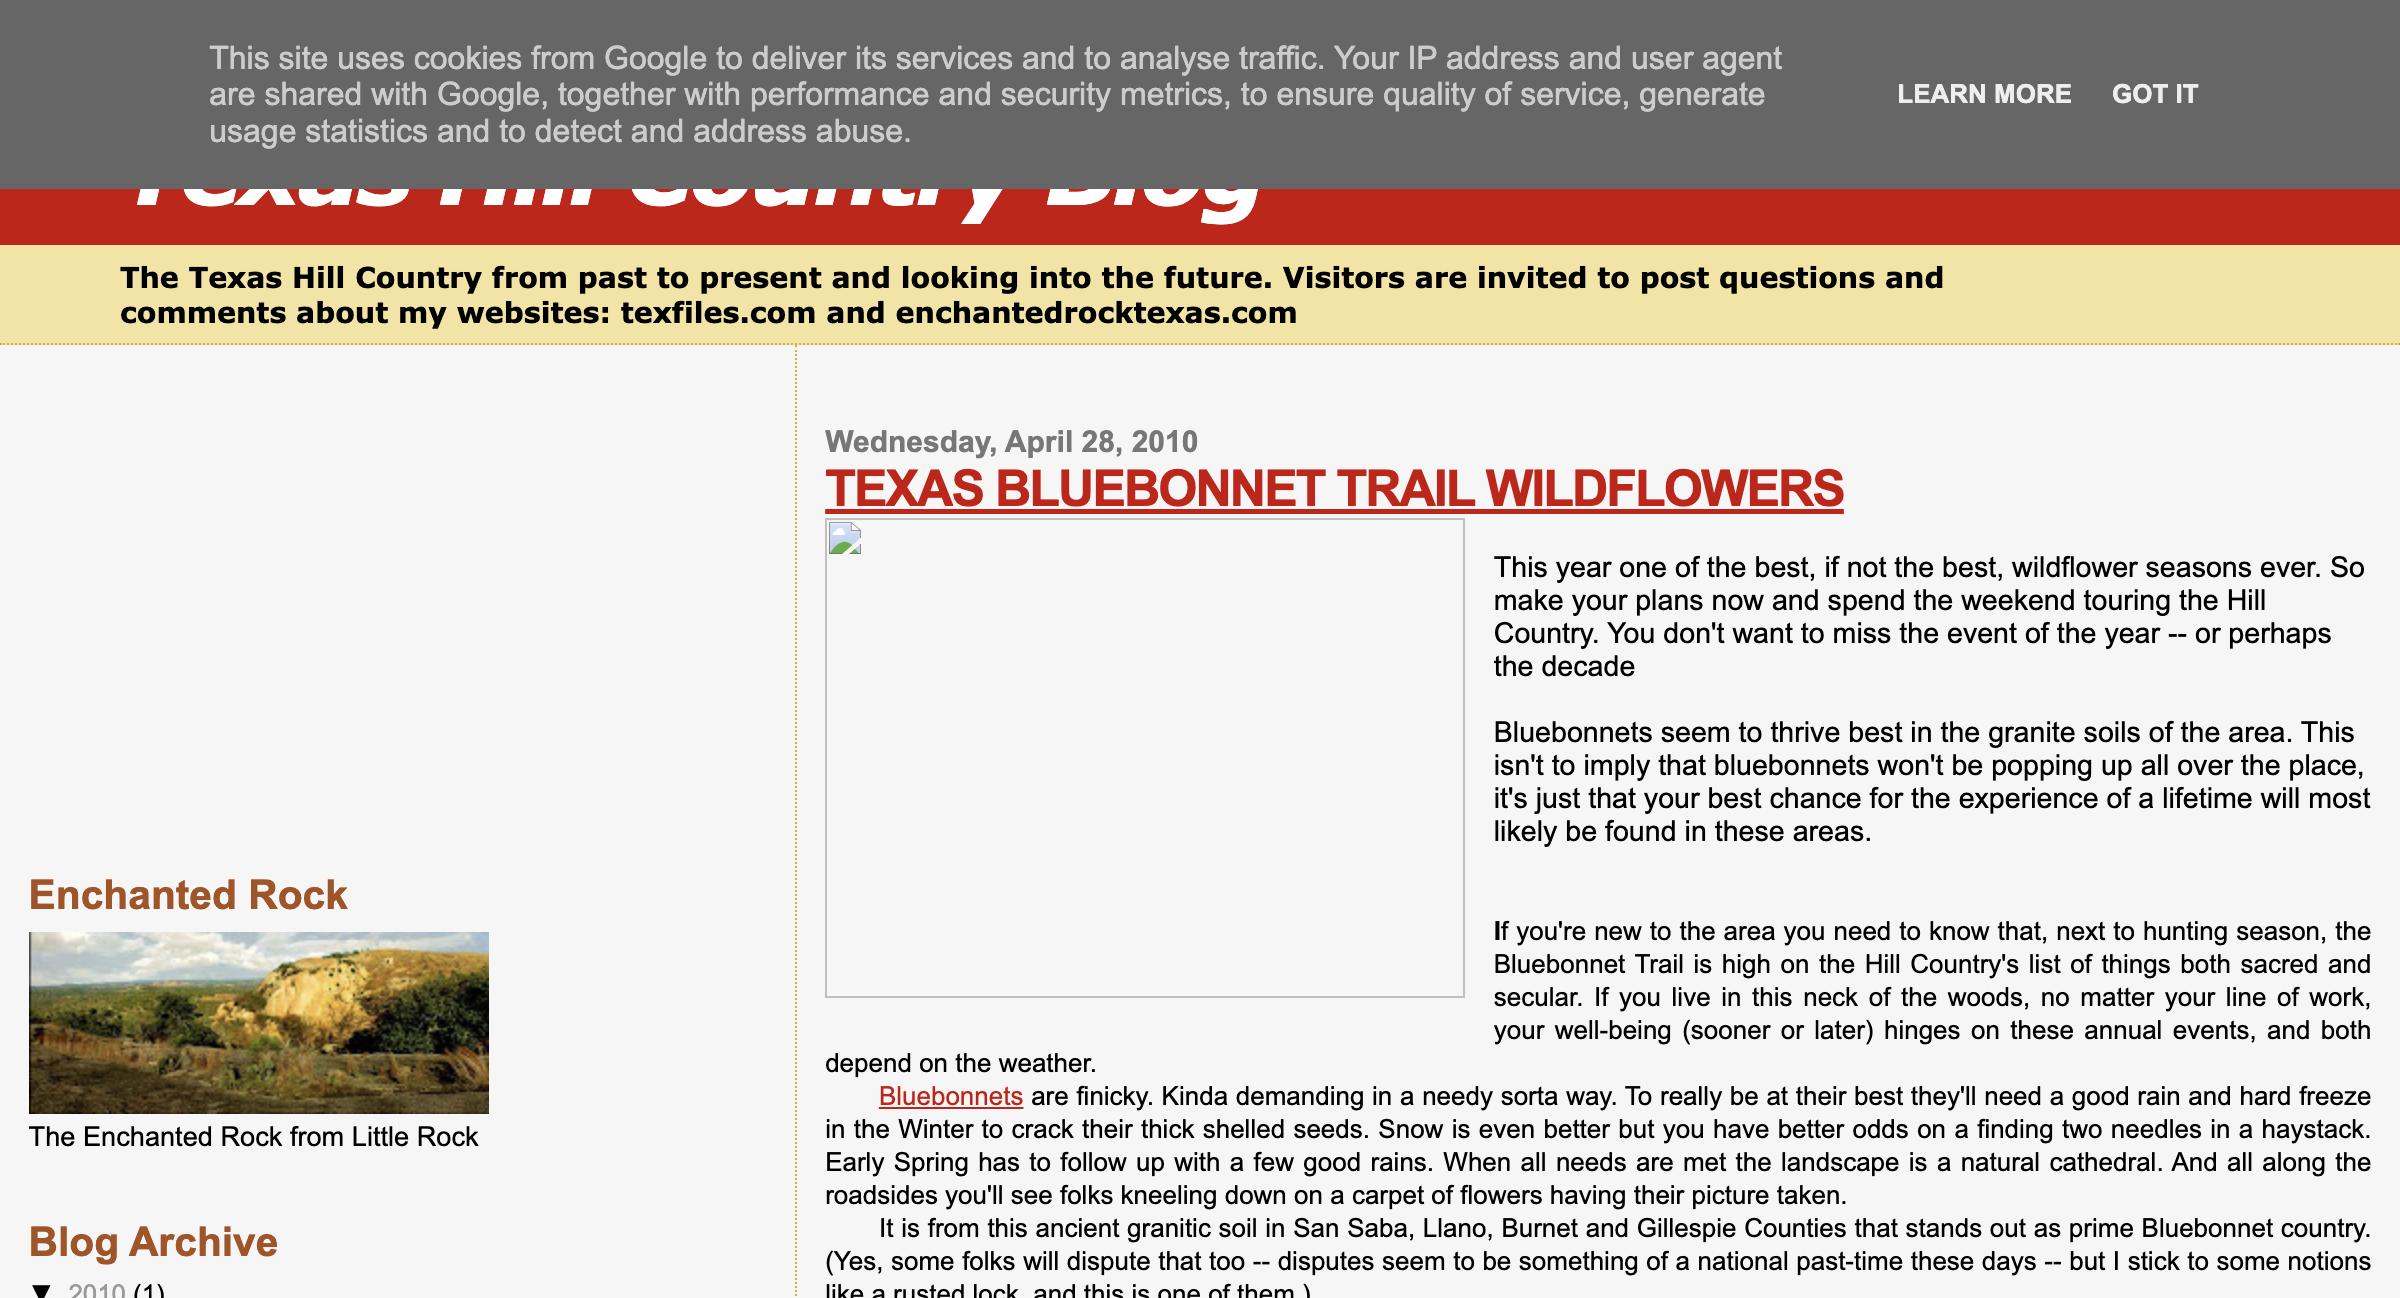 This site uses cookies from Google to deliver its services and to analyse traffic. Your IP address and user agent
are shared with Google, together with performance and security metrics, to ensure quality of service, generate
usage statistics and to detect and address abuse.
LEARN MORE GOT IT
Texas Hill Country Blog
The Texas Hill Country from past to present and looking into the future. Visitors are invited to post questions and
comments about my websites: texfiles.com and enchantedrocktexas.com
Enchanted Rock
The Enchanted Rock from Little Rock
Blog Archive
▼ 2010 (1)
Wednesday, April 28, 2010
TEXAS BLUEBONNET TRAIL WILDFLOWERS
This year one of the best, if not the best, wildflower seasons ever. So
make your plans now and spend the weekend touring the Hill
Country. You don't want to miss the event of the year -- or perhaps
the decade
Bluebonnets seem to thrive best in the granite soils of the area. This
isn't to imply that bluebonnets won't be popping up all over the place,
it's just that your best chance for the experience of a lifetime will most
likely be found in these areas.
If you're new to the area you need to know that, next to hunting season, the
Bluebonnet Trail is high on the Hill Country's list of things both sacred and
secular. If you live in this neck of the woods, no matter your line of work,
your well-being (sooner or later) hinges on these annual events, and both
depend on the weather.
Bluebonnets are finicky. Kinda demanding in a needy sorta way. To really be at their best they'll need a good rain and hard freeze
in the Winter to crack their thick shelled seeds. Snow is even better but you have better odds on a finding two needles in a haystack.
Early Spring has to follow up with a few good rains. When all needs are met the landscape is a natural cathedral. And all along the
roadsides you'll see folks kneeling down on a carpet of flowers having their picture taken.
It is from this ancient granitic soil in San Saba, Llano, Burnet and Gillespie Counties that stands out as prime Bluebonnet country.
(Yes, some folks will dispute that too -- disputes seem to be something of a national past-time these days -- but I stick to some notions
like a rusted lock, and this is one of them.)